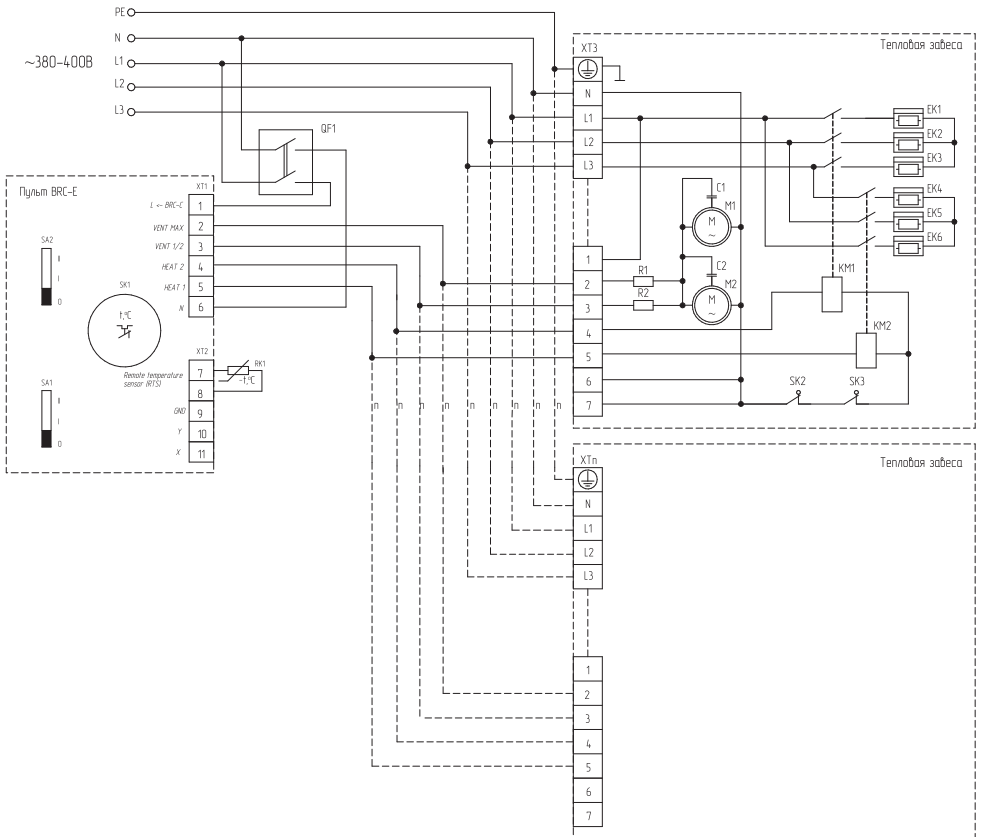 PE
N
~380-400В
L1
L2
L3
QF1
Пульт BRC-E
XT1
L <- BRC-E
1
VENT MAX
2
VENT 1/2
3
HEAT 2
4
HEAT 1
5
N
6
SA2
II
I
0
SK1
t,°C
XT2
Remote temperature
sensor (RTS)
7
8
GND
9
Y
10
X
11
RK1
-t,°C
SA1
II
I
0
n n n n n n n n n
Тепловая завеса
XT3
N
L1
L2
L3
1
2
3
4
5
6
7
EK1
EK2
EK3
EK4
EK5
EK6
C1
M1
M
~
C2
M2
M
~
R1
R2
KM1
KM2
SK2
SK3
Тепловая завеса
XTn
N
L1
L2
L3
1
2
3
4
5
6
7